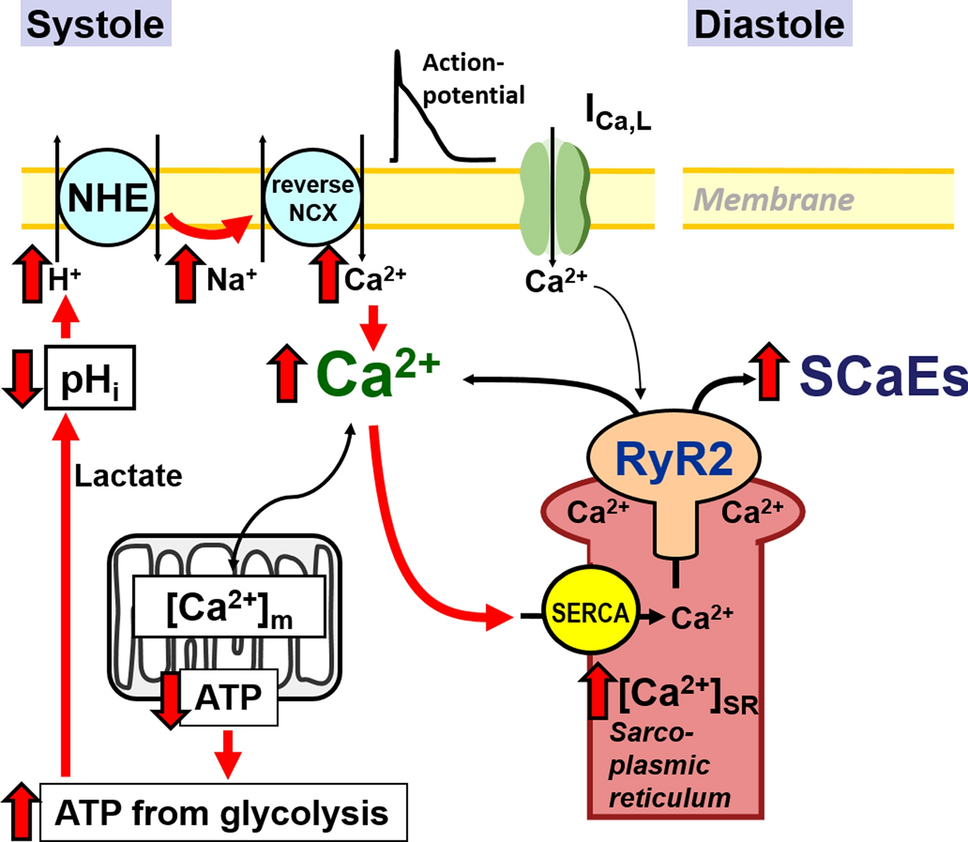 Systole
Diastole
Action-
potential
I Ca,L
NHE
reverse
NCX
Membrane
H⁺
Na⁺
Ca²⁺
Ca²⁺
pHi
Ca²⁺
SCaEs
Lactate
RyR2
Ca²⁺
Ca²⁺
[Ca²⁺]m
SERCA
Ca²⁺
ATP
[Ca²⁺]SR
Sarco-
plasmic
reticulum
ATP from glycolysis